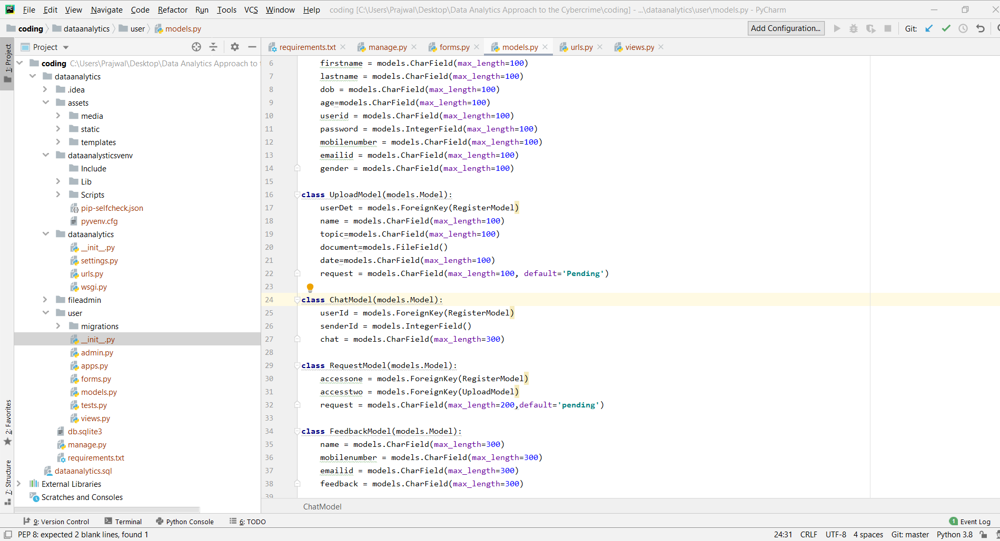 File Edit View Navigate Code Refactor Run Tools VCS Window Help coding [C:\Users\Prajwal\Desktop\Data Analytics Approach to the Cybercrime\coding] - ...\dataanalytics\user\models.py - PyCharm
coding dataanalytics user models.py Add Configuration... Git:
Project requirements.txt manage.py forms.py models.py urls.py views.py
1: Project
2: Favorites
7: Structure
coding C:\Users\Prajwal\Desktop\Data Analytics Approach to
dataanalytics
.idea
assets
media
static
templates
dataanalysticsvenv
Include
Lib
Scripts
pip-selfcheck.json
pyvenv.cfg
dataanalytics
__init__.py
settings.py
urls.py
wsgi.py
fileadmin
user
migrations
__init__.py
admin.py
apps.py
forms.py
models.py
tests.py
views.py
db.sqlite3
manage.py
requirements.txt
dataanalytics.sql
External Libraries
Scratches and Consoles
6 firstname = models.CharField(max_length=100)
7 lastname = models.CharField(max_length=100)
8 dob = models.CharField(max_length=100)
9 age=models.CharField(max_length=100)
10 userid = models.CharField(max_length=100)
11 password = models.IntegerField(max_length=100)
12 mobilenumber = models.CharField(max_length=100)
13 emailid = models.CharField(max_length=100)
14 gender = models.CharField(max_length=100)
15
16 class UploadModel(models.Model):
17 userDet = models.ForeignKey(RegisterModel)
18 name = models.CharField(max_length=100)
19 topic=models.CharField(max_length=100)
20 document=models.FileField()
21 date=models.CharField(max_length=100)
22 request = models.CharField(max_length=100, default='Pending')
23
24 class ChatModel(models.Model):
25 userId = models.ForeignKey(RegisterModel)
26 senderId = models.IntegerField()
27 chat = models.CharField(max_length=300)
28
29 class RequestModel(models.Model):
30 accessone = models.ForeignKey(RegisterModel)
31 accesstwo = models.ForeignKey(UploadModel)
32 request = models.CharField(max_length=200,default='pending')
33
34 class FeedbackModel(models.Model):
35 name = models.CharField(max_length=300)
36 mobilenumber = models.CharField(max_length=300)
37 emailid = models.CharField(max_length=300)
38 feedback = models.CharField(max_length=300)
39
ChatModel
9: Version Control Terminal Python Console 6: TODO 1 Event Log
PEP 8: expected 2 blank lines, found 1 24:31 CRLF UTF-8 4 spaces Git: master Python 3.8